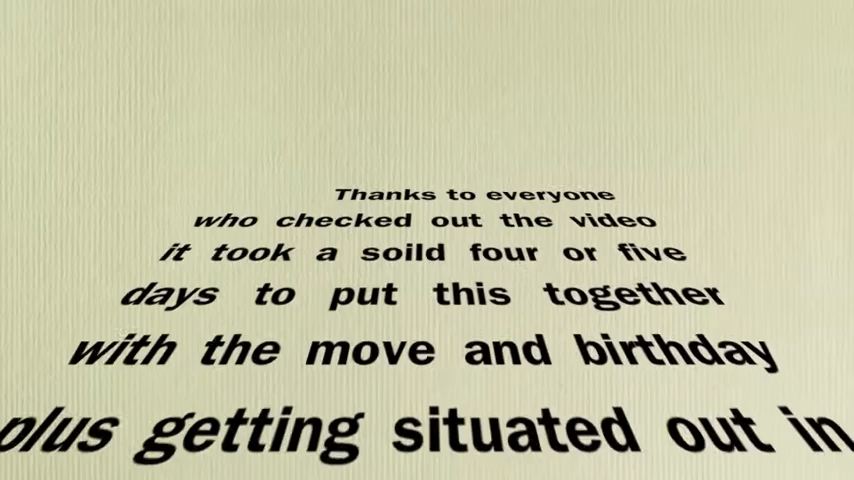 Thanks to everyone
who checked out the video
it took a soild four or five
days to put this together
with the move and birthday
plus getting situated out in